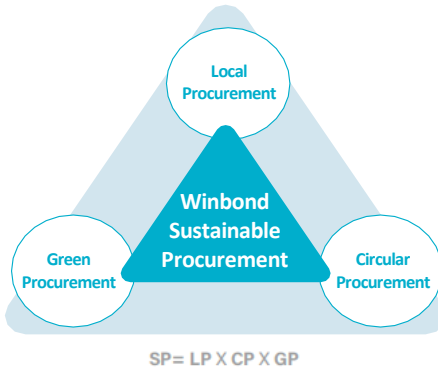 Local
Procurement
Winbond
Sustainable
Procurement
Green
Procurement
Circular
Procurement
SP= LP X CP X GP